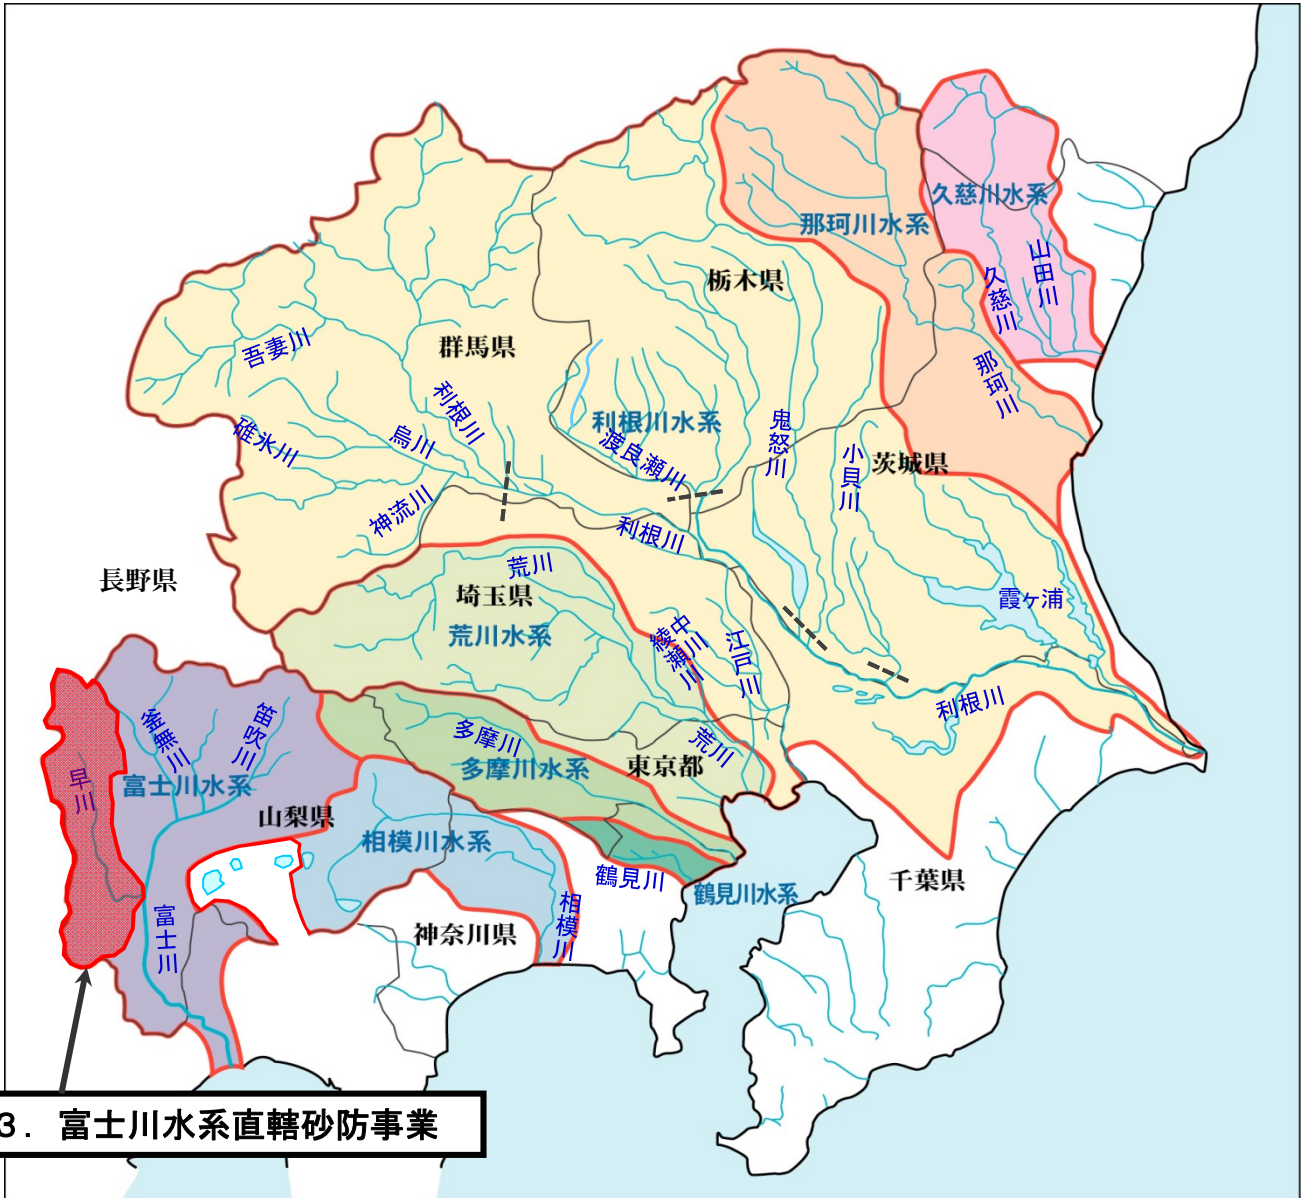 久慈川水系
那珂川水系
山田川
栃木県
久慈川
吾妻川
群馬県
那珂川
利根川
利根川水系
鬼怒川
碓氷川
烏川
渡良瀬川
小貝川
茨城県
神流川
利根川
荒川
長野県
埼玉県
霞ヶ浦
荒川水系
中川
綾瀬川
江戸川
利根川
釜無川
笛吹川
多摩川
荒川
早川
富士川水系
多摩川水系
東京都
山梨県
相模川水系
鶴見川
鶴見川水系
千葉県
富士川
神奈川県
相模川
3．富士川水系直轄砂防事業